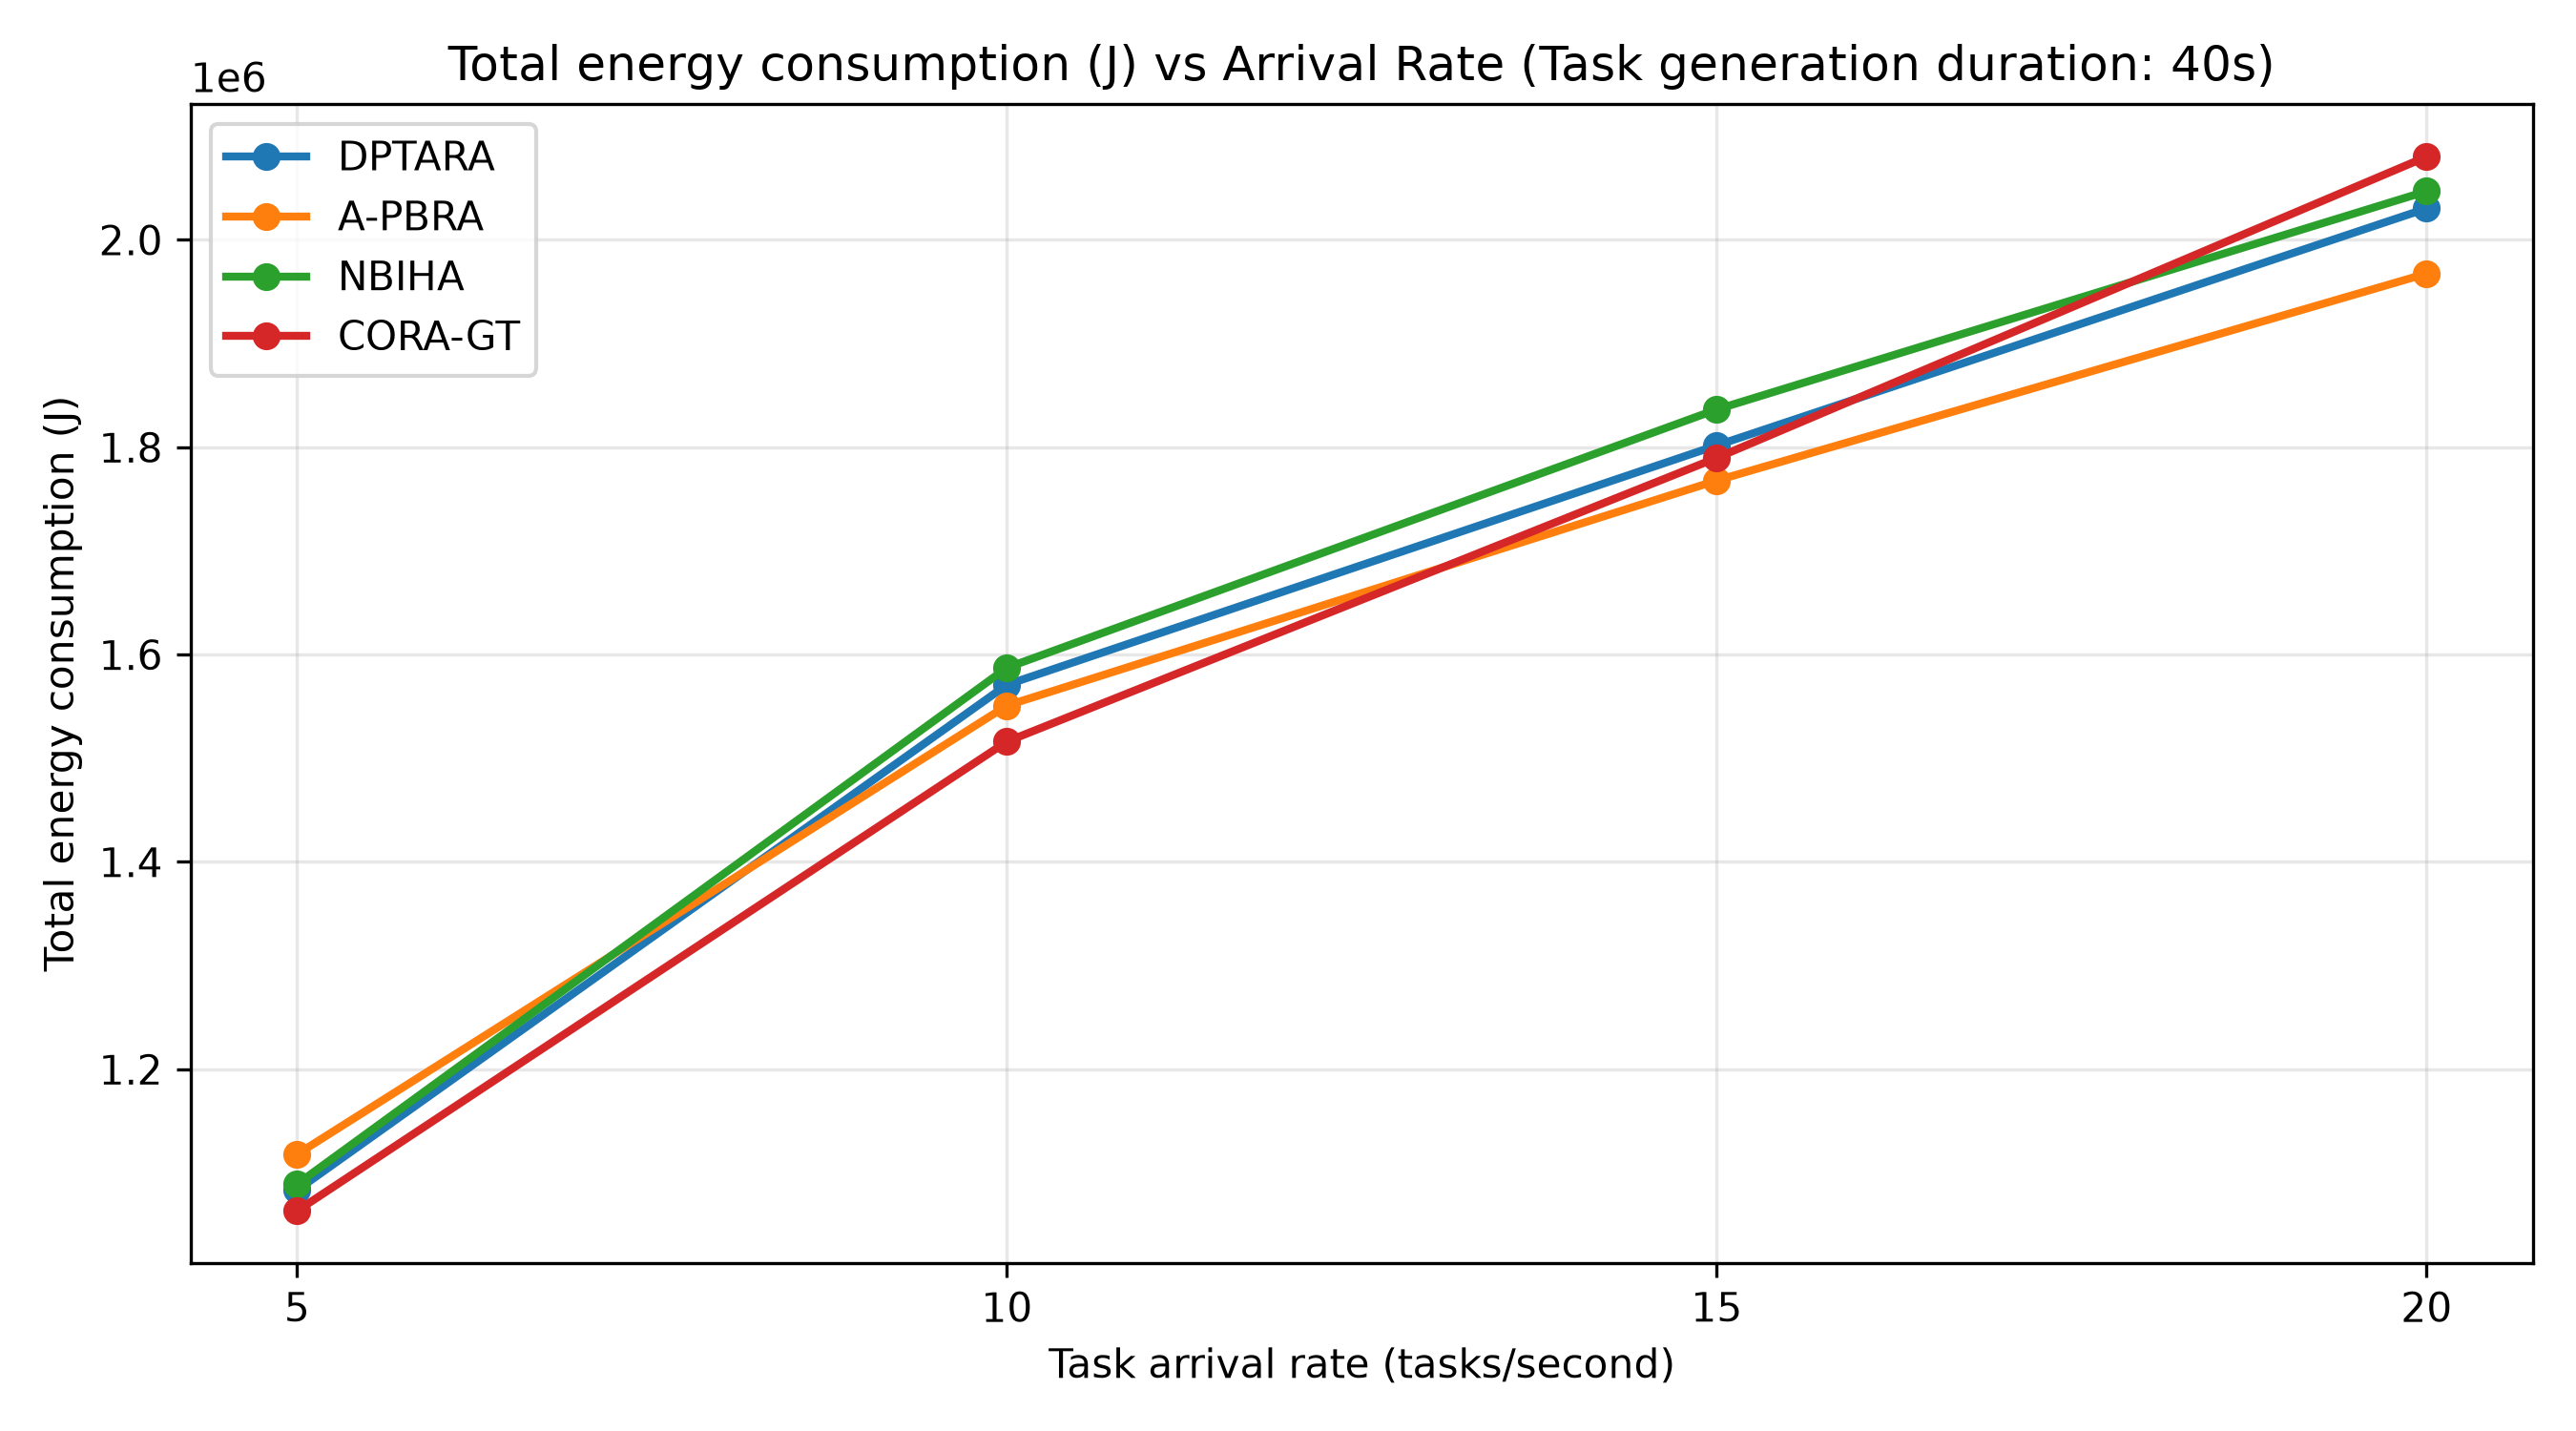 Total energy consumption (J) vs Arrival Rate (Task generation duration: 40s)
1e6
DPTARA
A-PBRA
NBIHA
CORA-GT
Total energy consumption (J)
2.0
1.8
1.6
1.4
1.2
5 10 15 20
Task arrival rate (tasks/second)